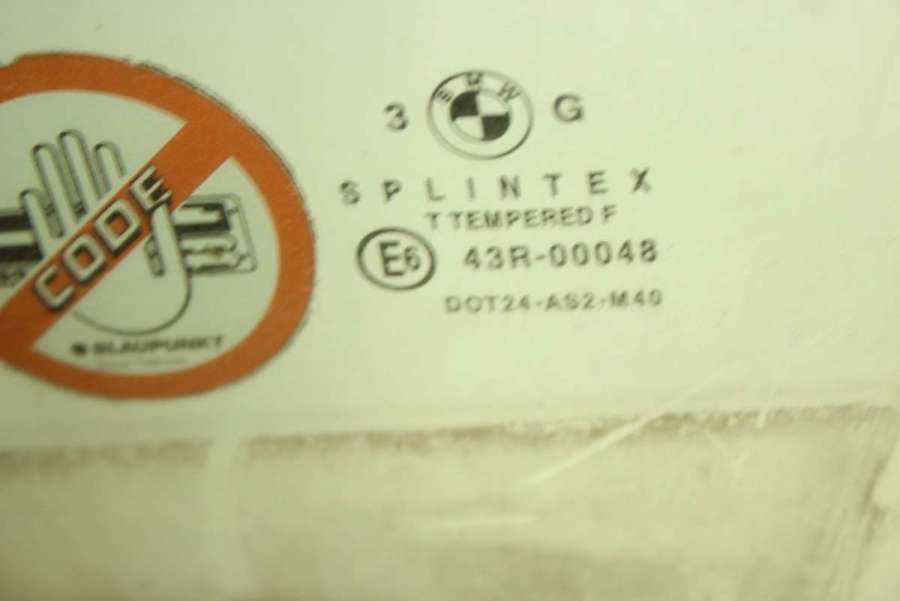 BMW
3 G
SPLINTEX
T TEMPERED F
E6 43R-00048
DOT24-AS2-M40
CODE
BLAUPUNKT